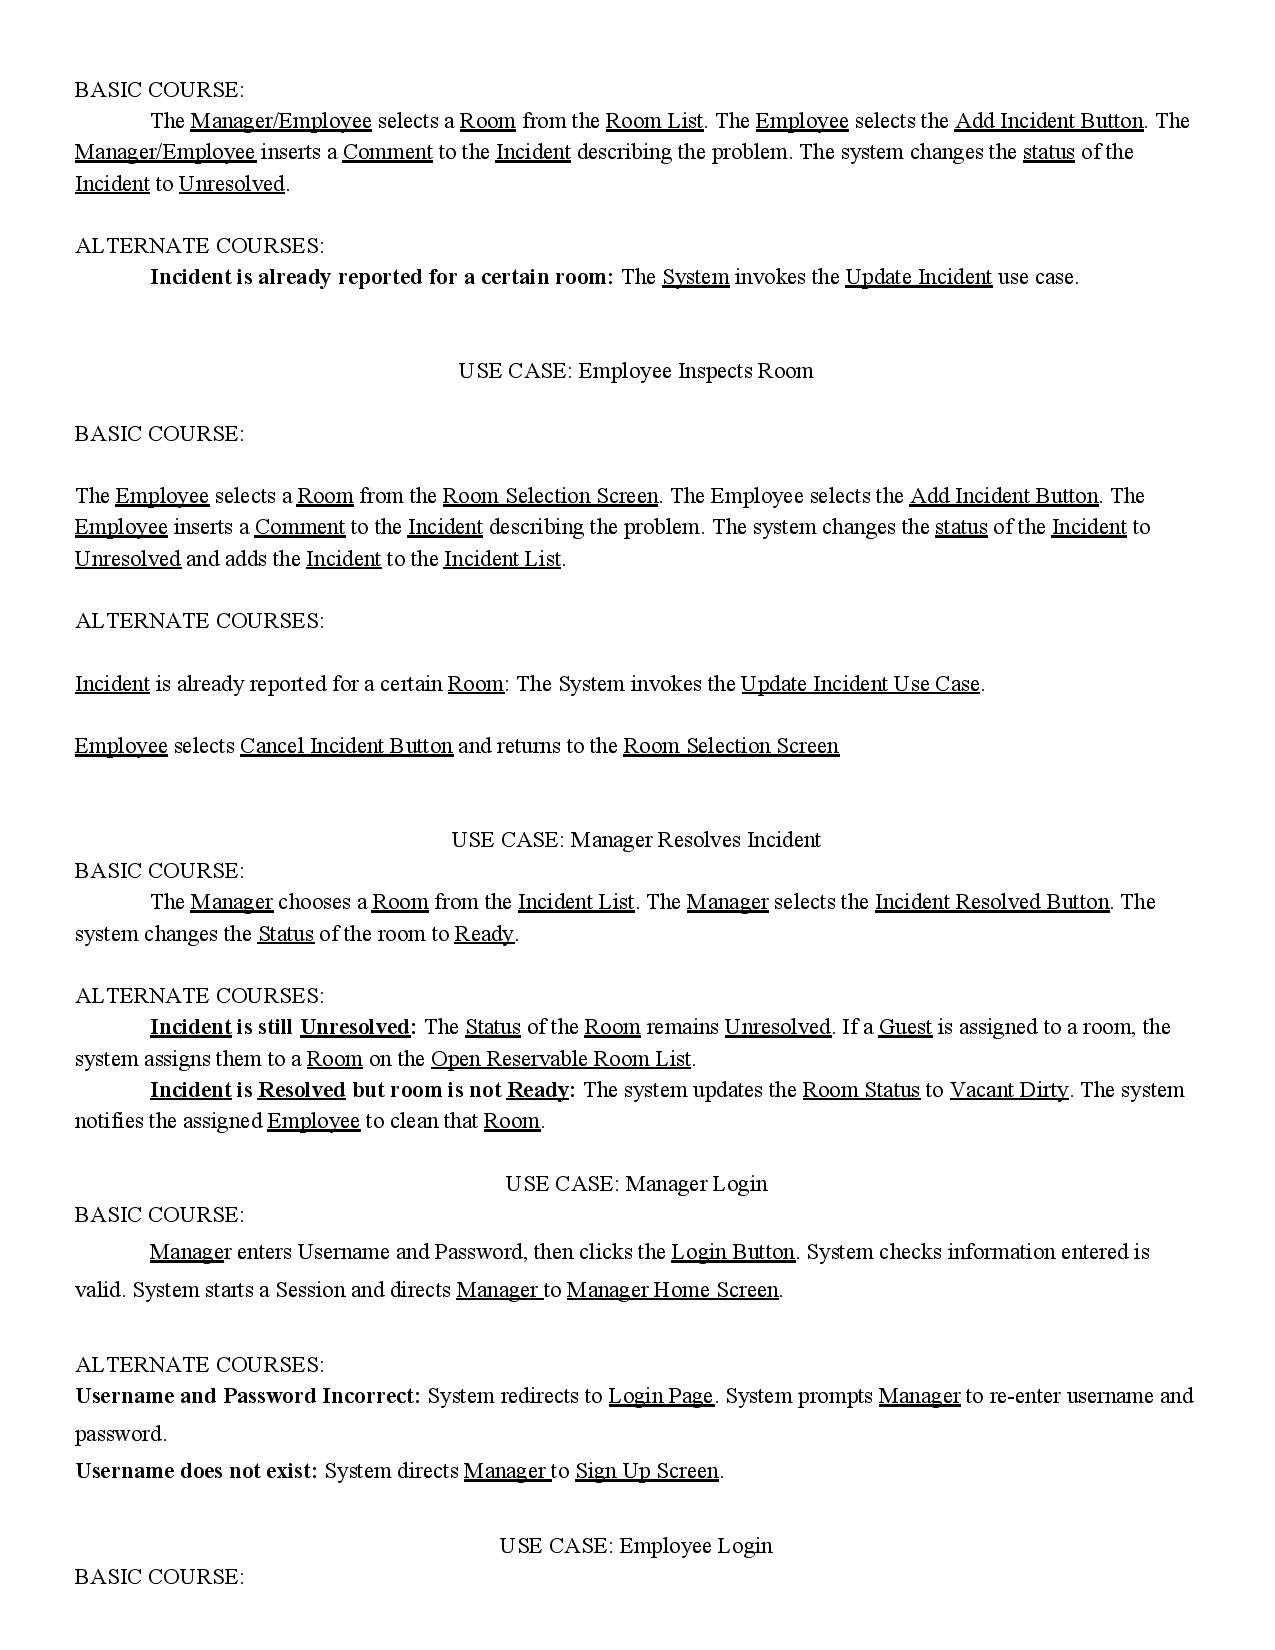 BASIC COURSE:
The Manager/Employee selects a Room from the Room List. The Employee selects the Add Incident Button. The
Manager/Employee inserts a Comment to the Incident describing the problem. The system changes the status of the
Incident to Unresolved.
ALTERNATE COURSES:
Incident is already reported for a certain room: The System invokes the Update Incident use case.
USE CASE: Employee Inspects Room
BASIC COURSE:
The Employee selects a Room from the Room Selection Screen. The Employee selects the Add Incident Button. The
Employee inserts a Comment to the Incident describing the problem. The system changes the status of the Incident to
Unresolved and adds the Incident to the Incident List.
ALTERNATE COURSES:
Incident is already reported for a certain Room: The System invokes the Update Incident Use Case.
Employee selects Cancel Incident Button and returns to the Room Selection Screen
USE CASE: Manager Resolves Incident
BASIC COURSE:
The Manager chooses a Room from the Incident List. The Manager selects the Incident Resolved Button. The
system changes the Status of the room to Ready.
ALTERNATE COURSES:
Incident is still Unresolved: The Status of the Room remains Unresolved. If a Guest is assigned to a room, the
system assigns them to a Room on the Open Reservable Room List.
Incident is Resolved but room is not Ready: The system updates the Room Status to Vacant Dirty. The system
notifies the assigned Employee to clean that Room.
USE CASE: Manager Login
BASIC COURSE:
Manager enters Username and Password, then clicks the Login Button. System checks information entered is
valid. System starts a Session and directs Manager to Manager Home Screen.
ALTERNATE COURSES:
Username and Password Incorrect: System redirects to Login Page. System prompts Manager to re-enter username and
password.
Username does not exist: System directs Manager to Sign Up Screen.
USE CASE: Employee Login
BASIC COURSE: